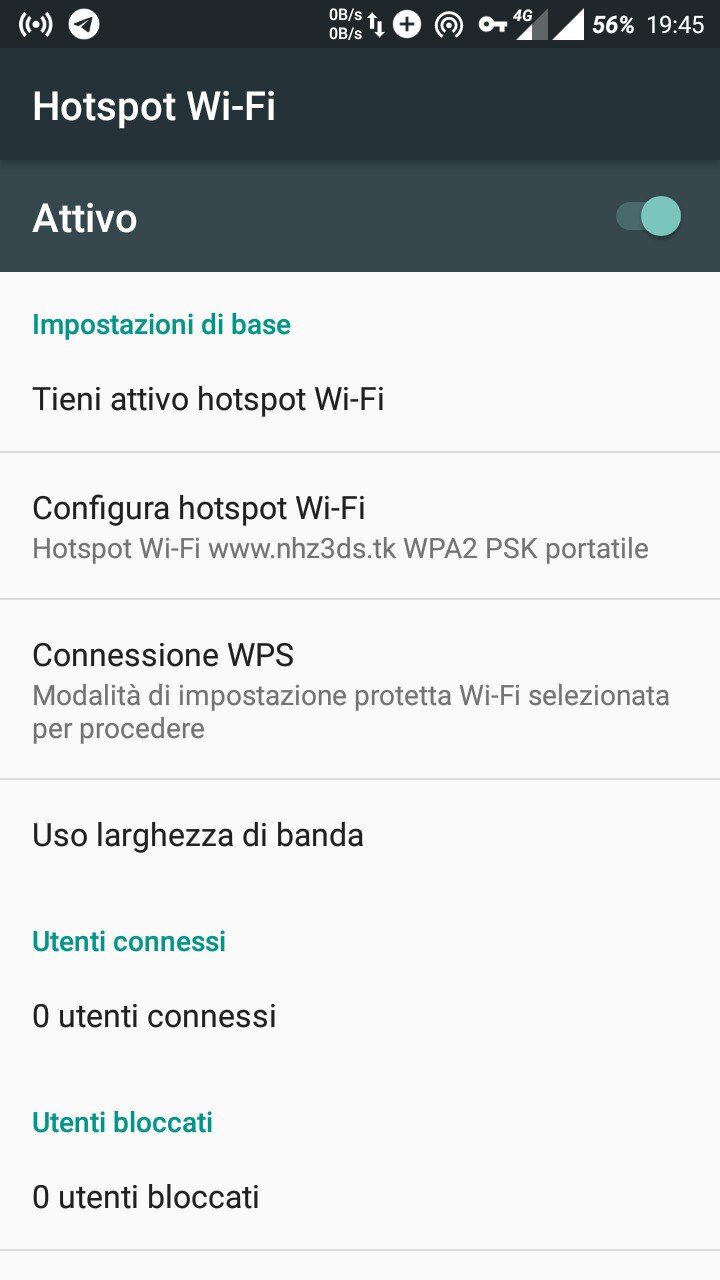 0B/s
0B/s
4G
56% 19:45
Hotspot Wi-Fi
Attivo
Impostazioni di base
Tieni attivo hotspot Wi-Fi
Configura hotspot Wi-Fi
Hotspot Wi-Fi www.nhz3ds.tk WPA2 PSK portatile
Connessione WPS
Modalità di impostazione protetta Wi-Fi selezionata
per procedere
Uso larghezza di banda
Utenti connessi
0 utenti connessi
Utenti bloccati
0 utenti bloccati